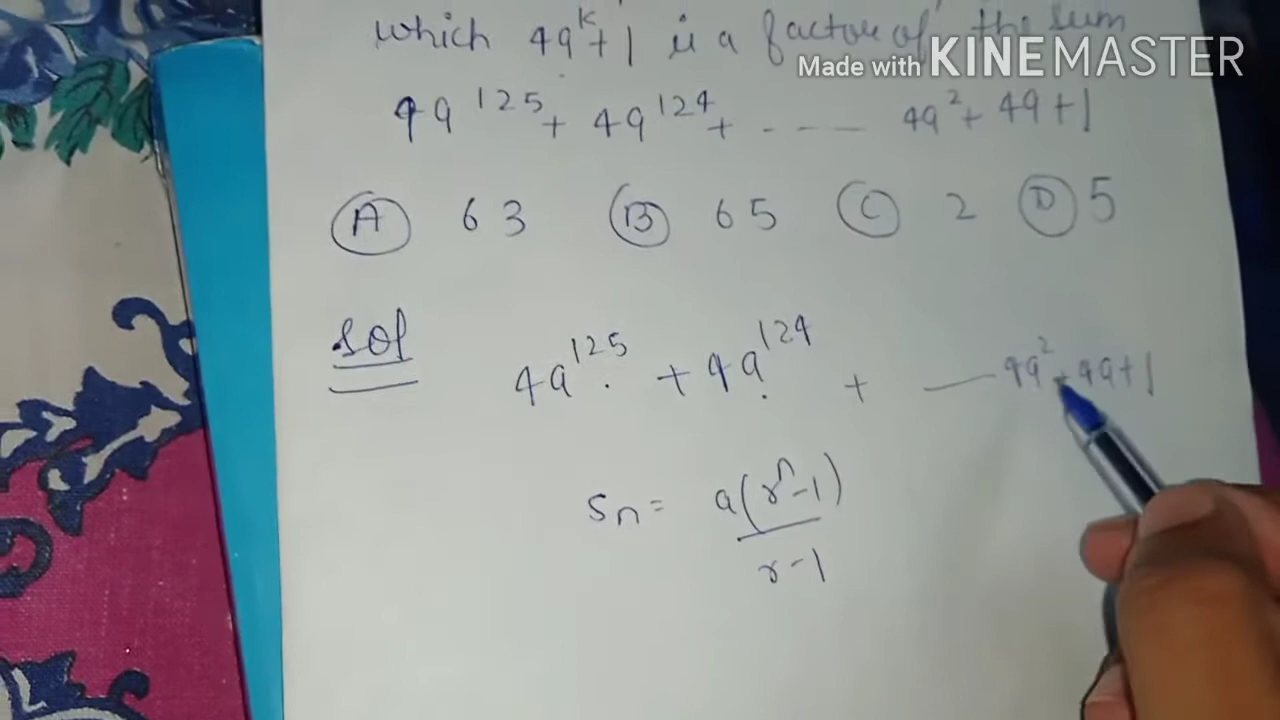 which 49^k+1 is a factor of the sum
Made with KINEMASTER
49^125 + 49^124 + - - - - 49^2 + 49 + 1
(A) 63 (B) 65 (C) 2 (D) 5
Sol
49^125 . + 49^124 . + — 49^2 + 49 + 1
Sn = a(r^n-1)
r-1